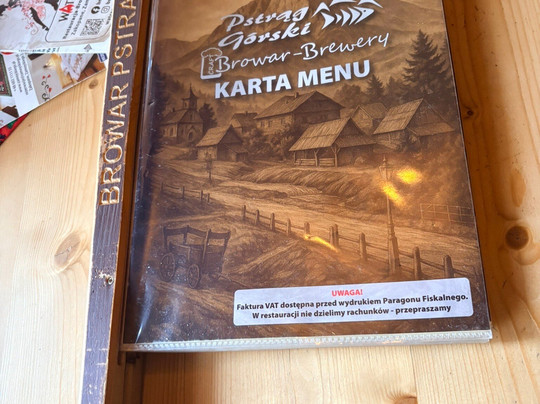 Pstrąg
Górski
Browar-Brewery
KARTA MENU
BROWAR PSTRĄ
UWAGA!
Faktura VAT dostępna przed wydrukiem Paragonu Fiskalnego.
W restauracji nie dzielimy rachunków - przepraszamy